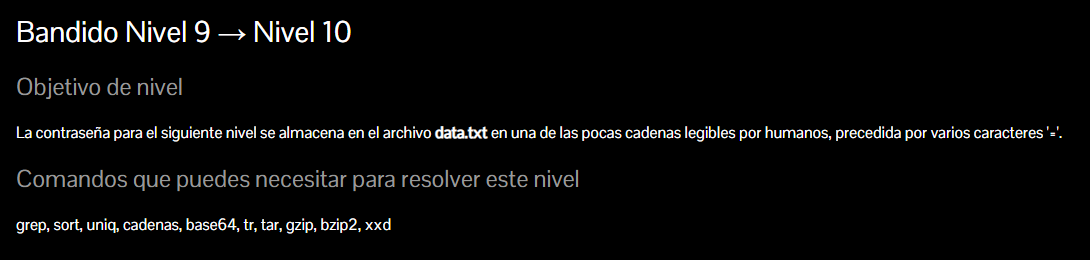 Bandido Nivel 9 → Nivel 10
Objetivo de nivel
La contraseña para el siguiente nivel se almacena en el archivo data.txt en una de las pocas cadenas legibles por humanos, precedida por varios caracteres '='.
Comandos que puedes necesitar para resolver este nivel
grep, sort, uniq, cadenas, base64, tr, tar, gzip, bzip2, xxd